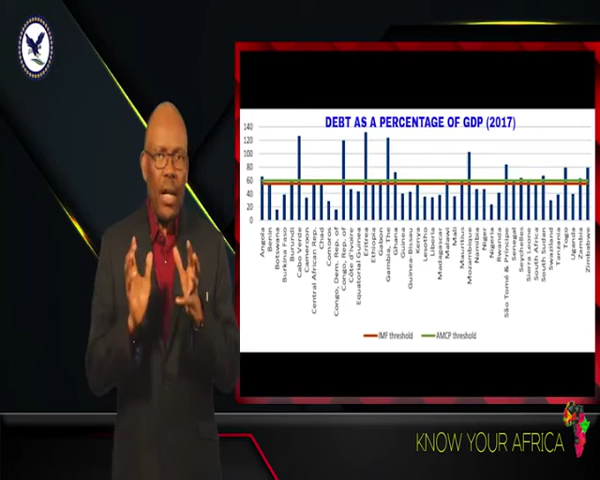 DEBT AS A PERCENTAGE OF GDP (2017)
140
120
100
80
60
40
20
0
Angola
Benin
Botswana
Burkina Faso
Burundi
Cabo Verde
Cameroon
Central African Rep.
Chad
Comoros
Congo, Dem. Rep. of
Congo, Rep. of
Côte d'Ivoire
Equatorial Guinea
Eritrea
Ethiopia
Gabon
Gambia, The
Ghana
Guinea
Guinea-Bissau
Kenya
Lesotho
Liberia
Madagascar
Malawi
Mali
Mauritius
Mozambique
Namibia
Niger
Nigeria
Rwanda
São Tomé & Príncipe
Senegal
Seychelles
Sierra Leone
South Africa
South Sudan
Swaziland
Tanzania
Togo
Uganda
Zambia
Zimbabwe
IMF threshold
AMCP threshold
KNOW YOUR AFRICA